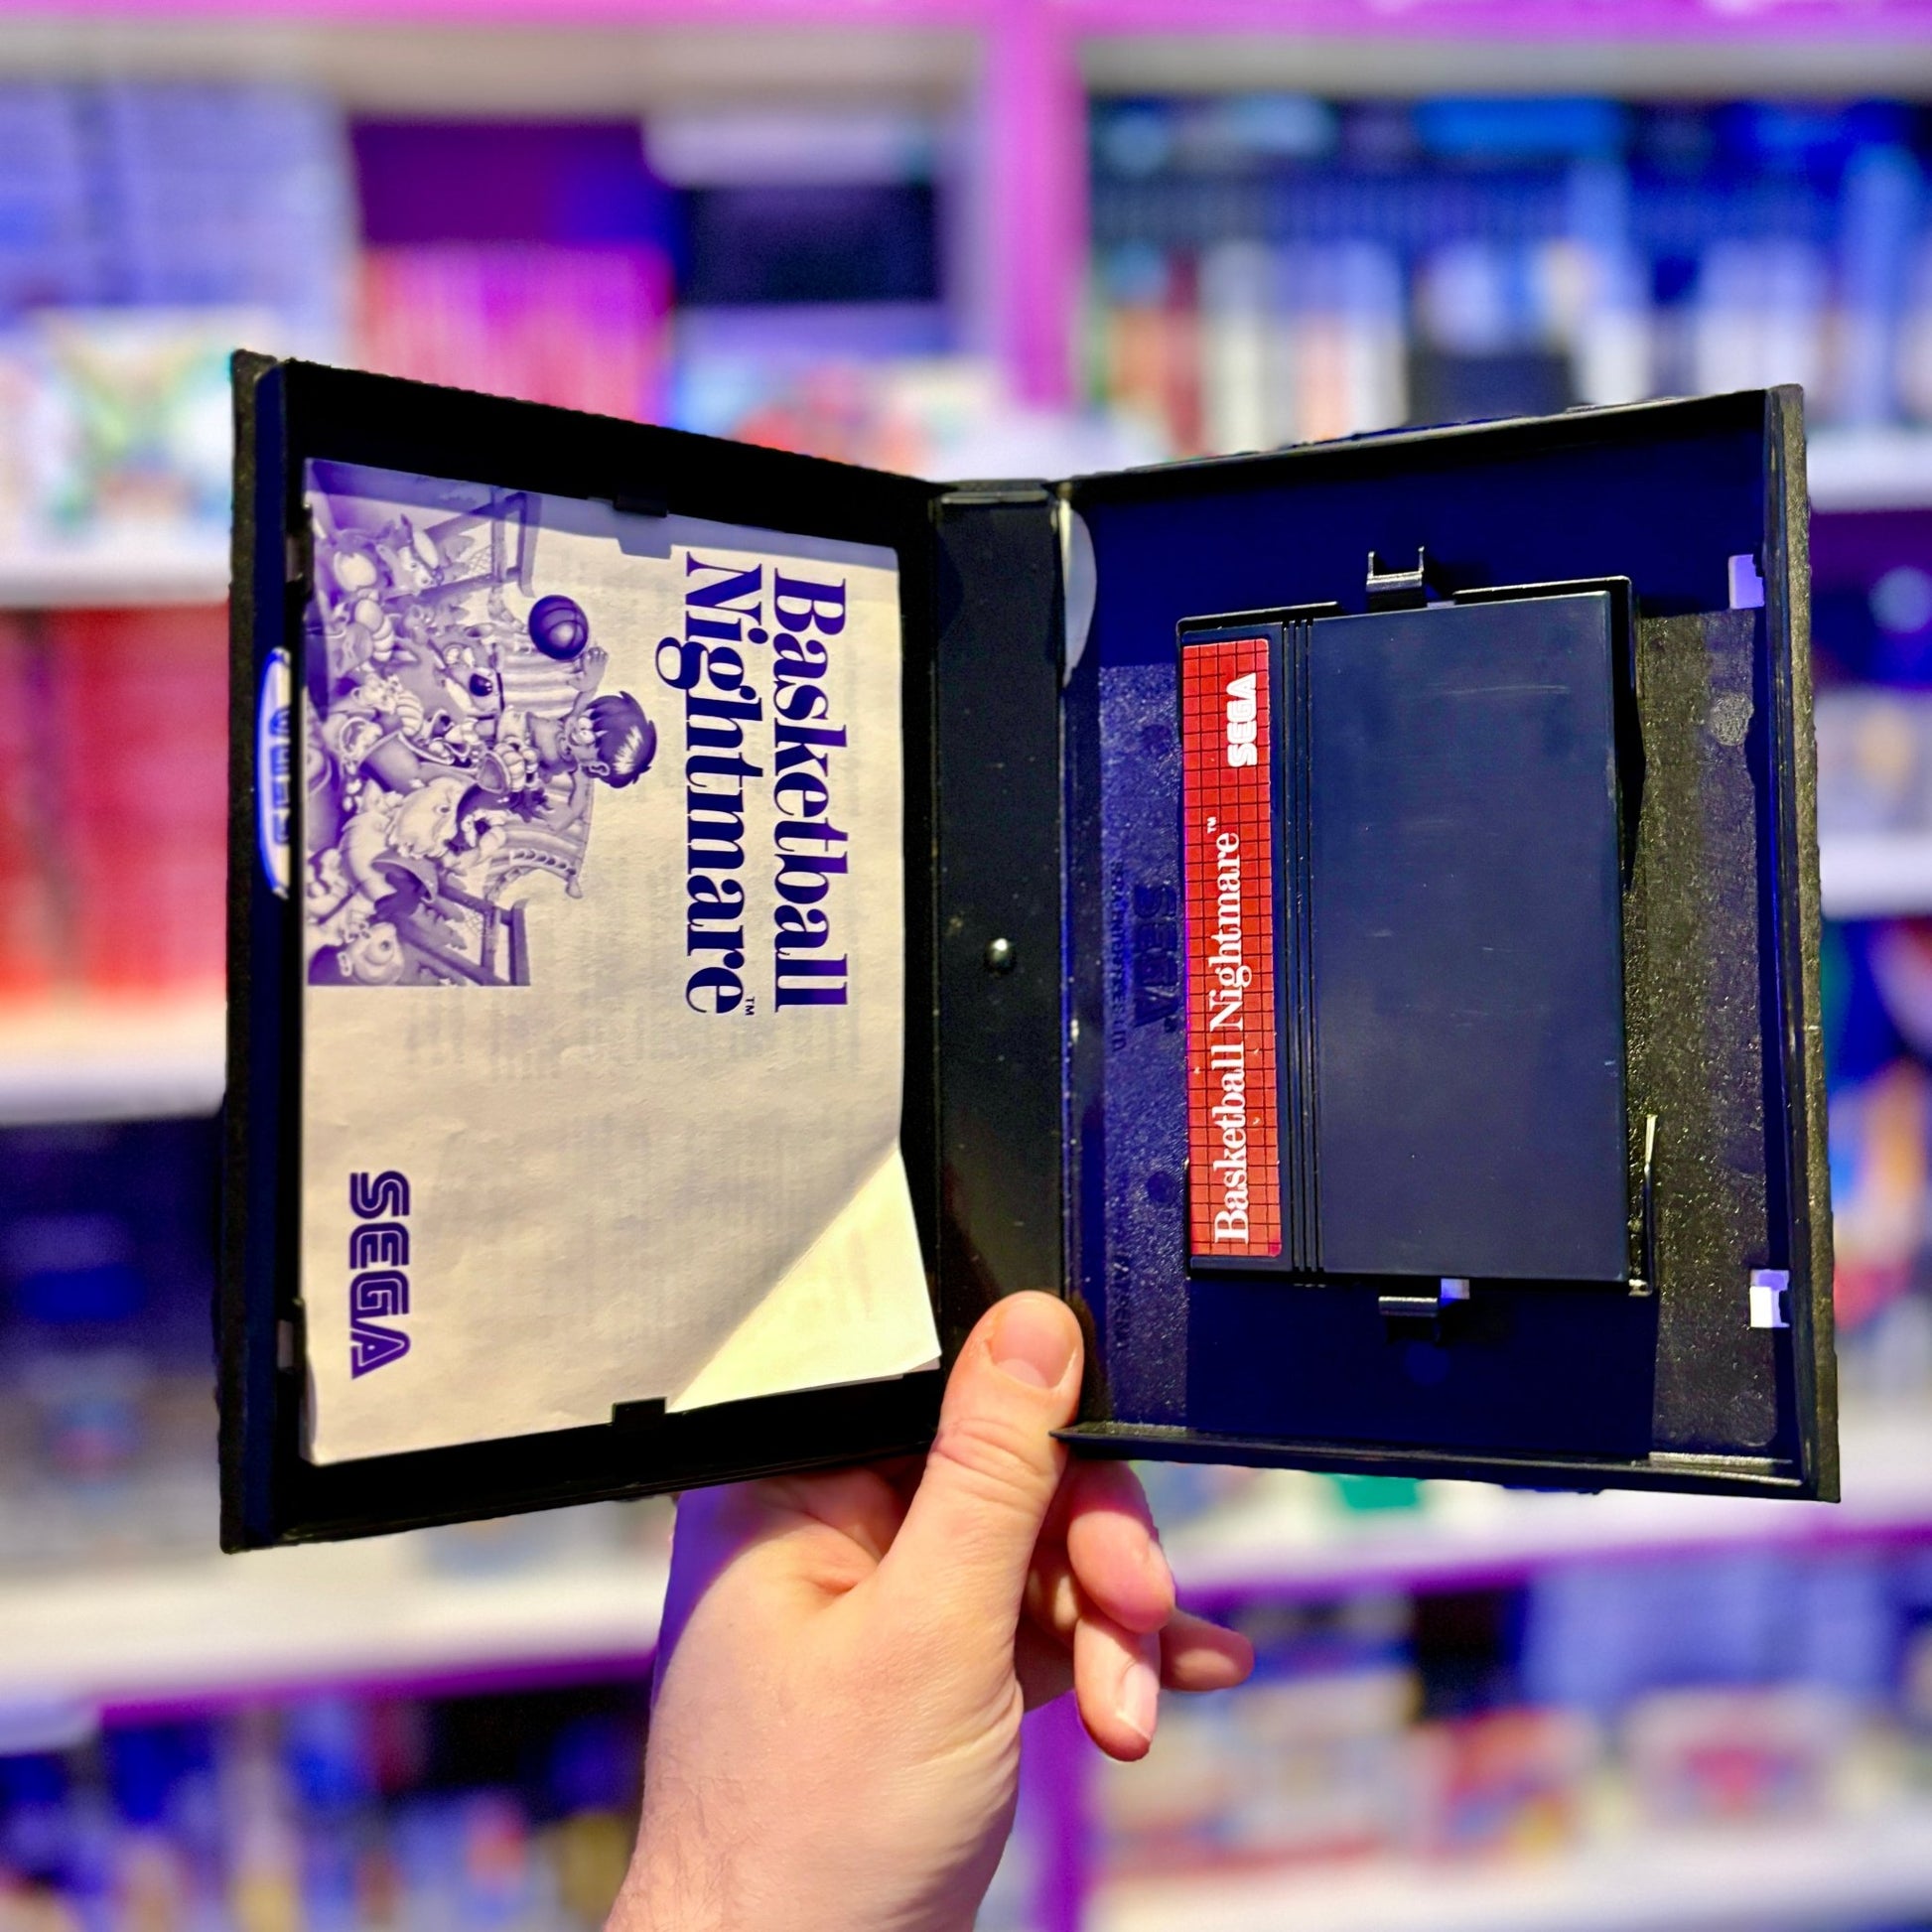 Basketball
Nightmare™
SEGA
Basketball Nightmare™
SEGA
SEGA